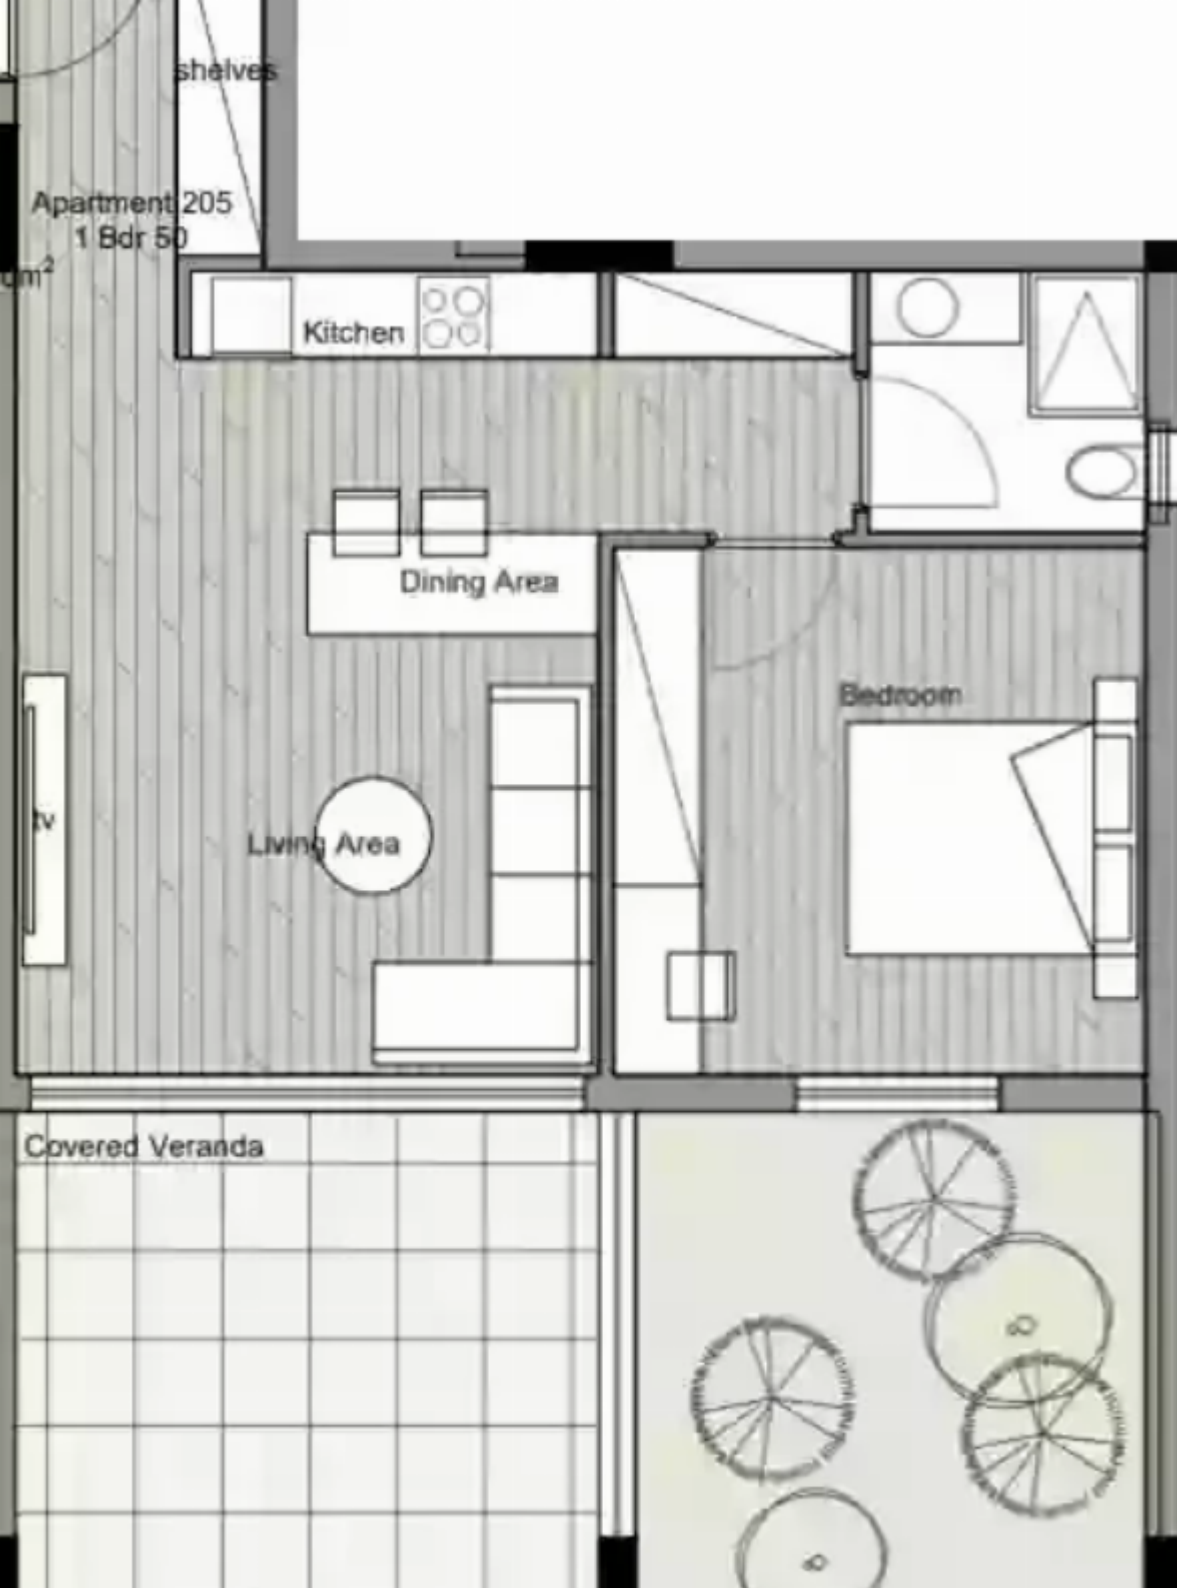 shelves
Apartment 205
1 Bdr 50
m²
Kitchen
Dining Area
Bedroom
tv
Living Area
Covered Veranda